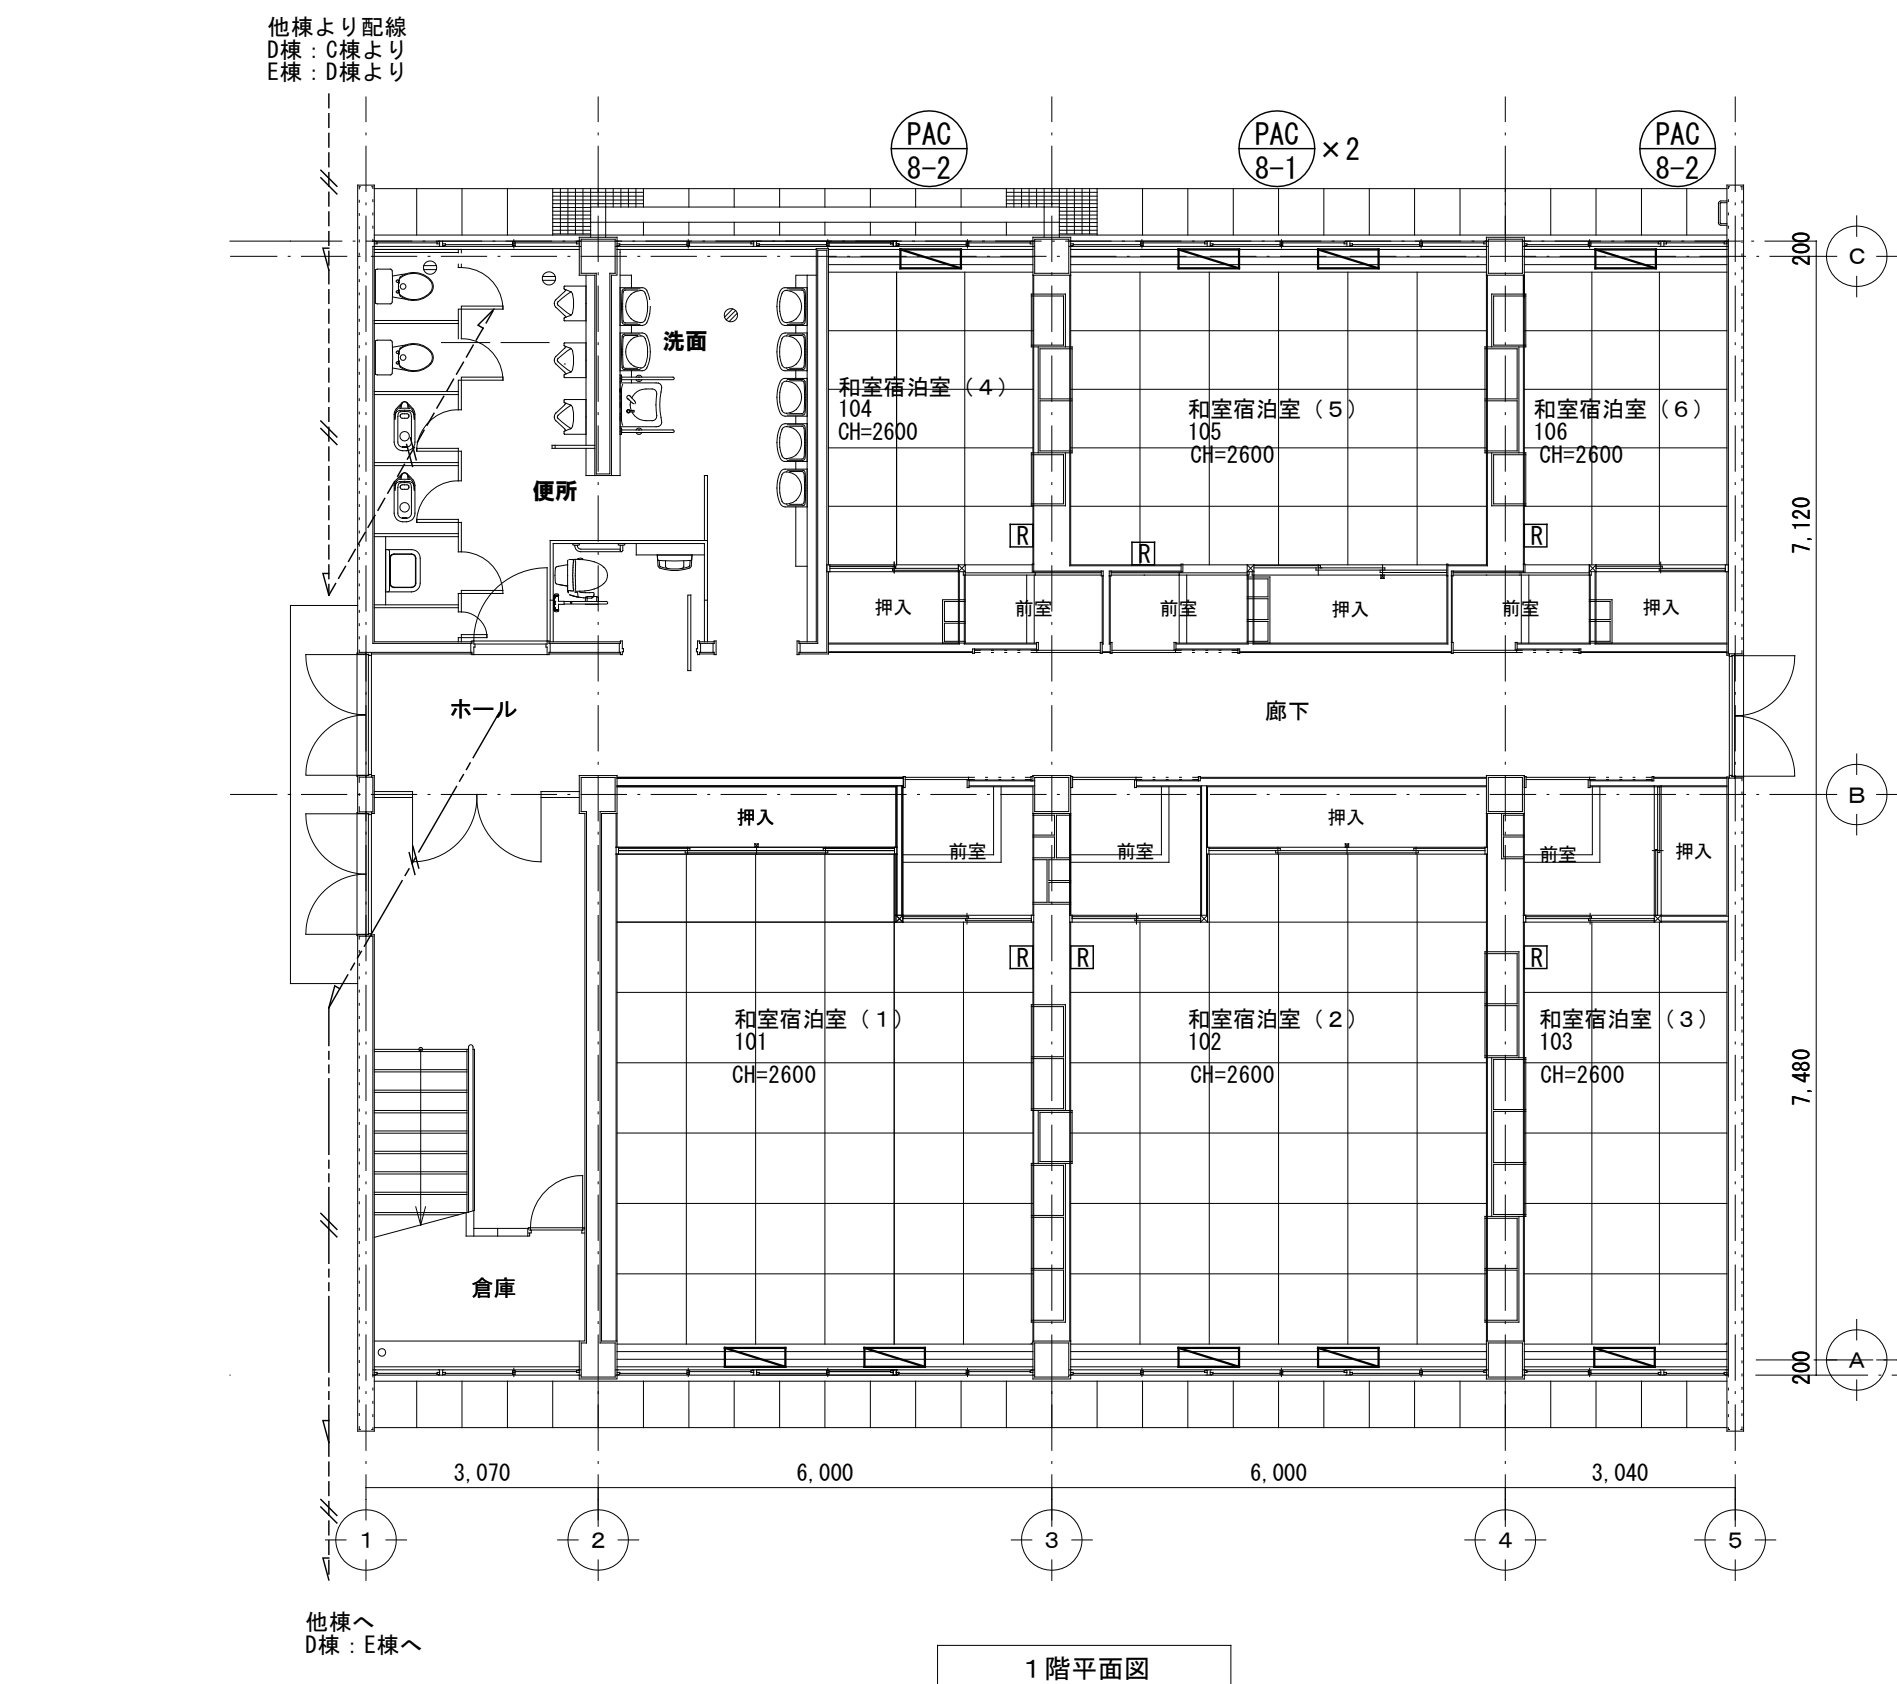 他棟より配線
D棟：C棟より
E棟：D棟より
PAC
8-2
PAC
8-1
×2
PAC
8-2
200
C
洗面
和室宿泊室（４）
104
CH=2600
和室宿泊室（５）
105
CH=2600
和室宿泊室（６）
106
CH=2600
便所
7,120
R
R
R
押入
前室
前室
押入
前室
押入
ホール
廊下
B
押入
前室
前室
押入
前室
押入
R
R
R
和室宿泊室（１）
101
CH=2600
和室宿泊室（２）
102
CH=2600
和室宿泊室（３）
103
CH=2600
7,480
倉庫
200
A
3,070
6,000
6,000
3,040
1
2
3
4
5
他棟へ
D棟：E棟へ
１階平面図